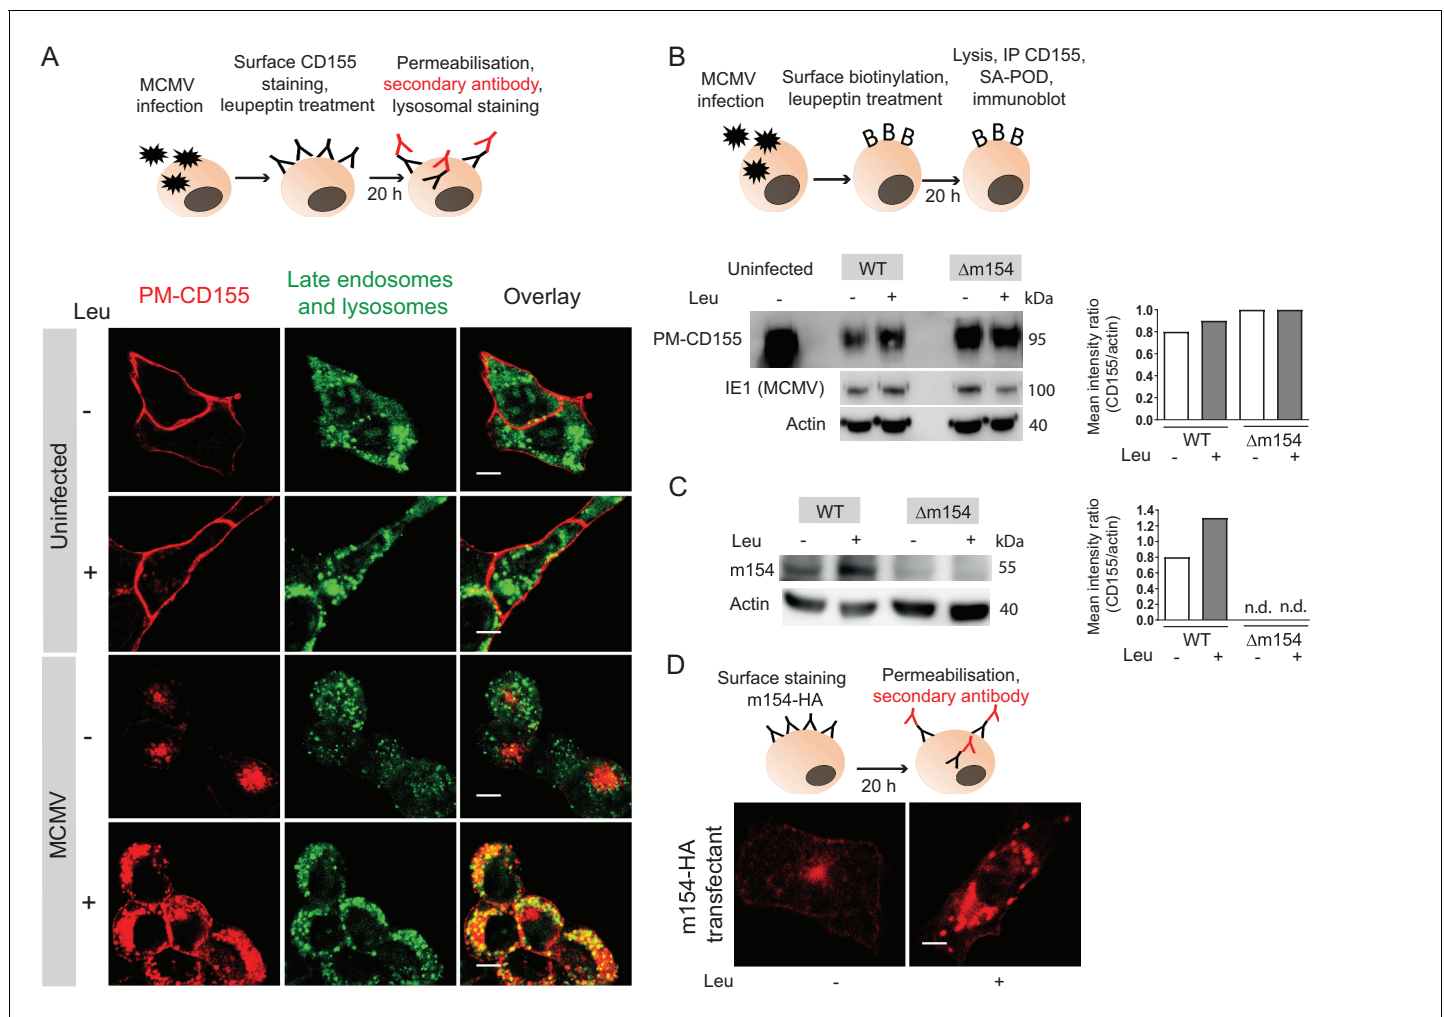 A
MCMV
infection
Surface CD155
staining,
leupeptin treatment
Permeabilisation,
secondary antibody,
lysosomal staining
20 h
Leu
PM-CD155
Late endosomes
and lysosomes
Overlay
Uninfected
-
+
MCMV
-
+
B
MCMV
infection
Surface biotinylation,
leupeptin treatment
Lysis, IP CD155,
SA-POD,
immunoblot
B B B
B B B
20 h
Uninfected WT Δm154
Leu - - + - + kDa
PM-CD155 95
IE1 (MCMV) 100
Actin 40
Mean intensity ratio
(CD155/actin)
1.0
0.8
0.6
0.4
0.2
0.0
WT Δm154
Leu - + - +
C
WT Δm154
Leu - + - + kDa
m154 55
Actin 40
Mean intensity ratio
(CD155/actin)
1.4
1.2
1.0
0.8
0.6
0.4
0.2
0.0
n.d. n.d.
WT Δm154
Leu - + - +
D
Surface staining
m154-HA
Permeabilisation,
secondary antibody
20 h
m154-HA
transfectant
Leu - +